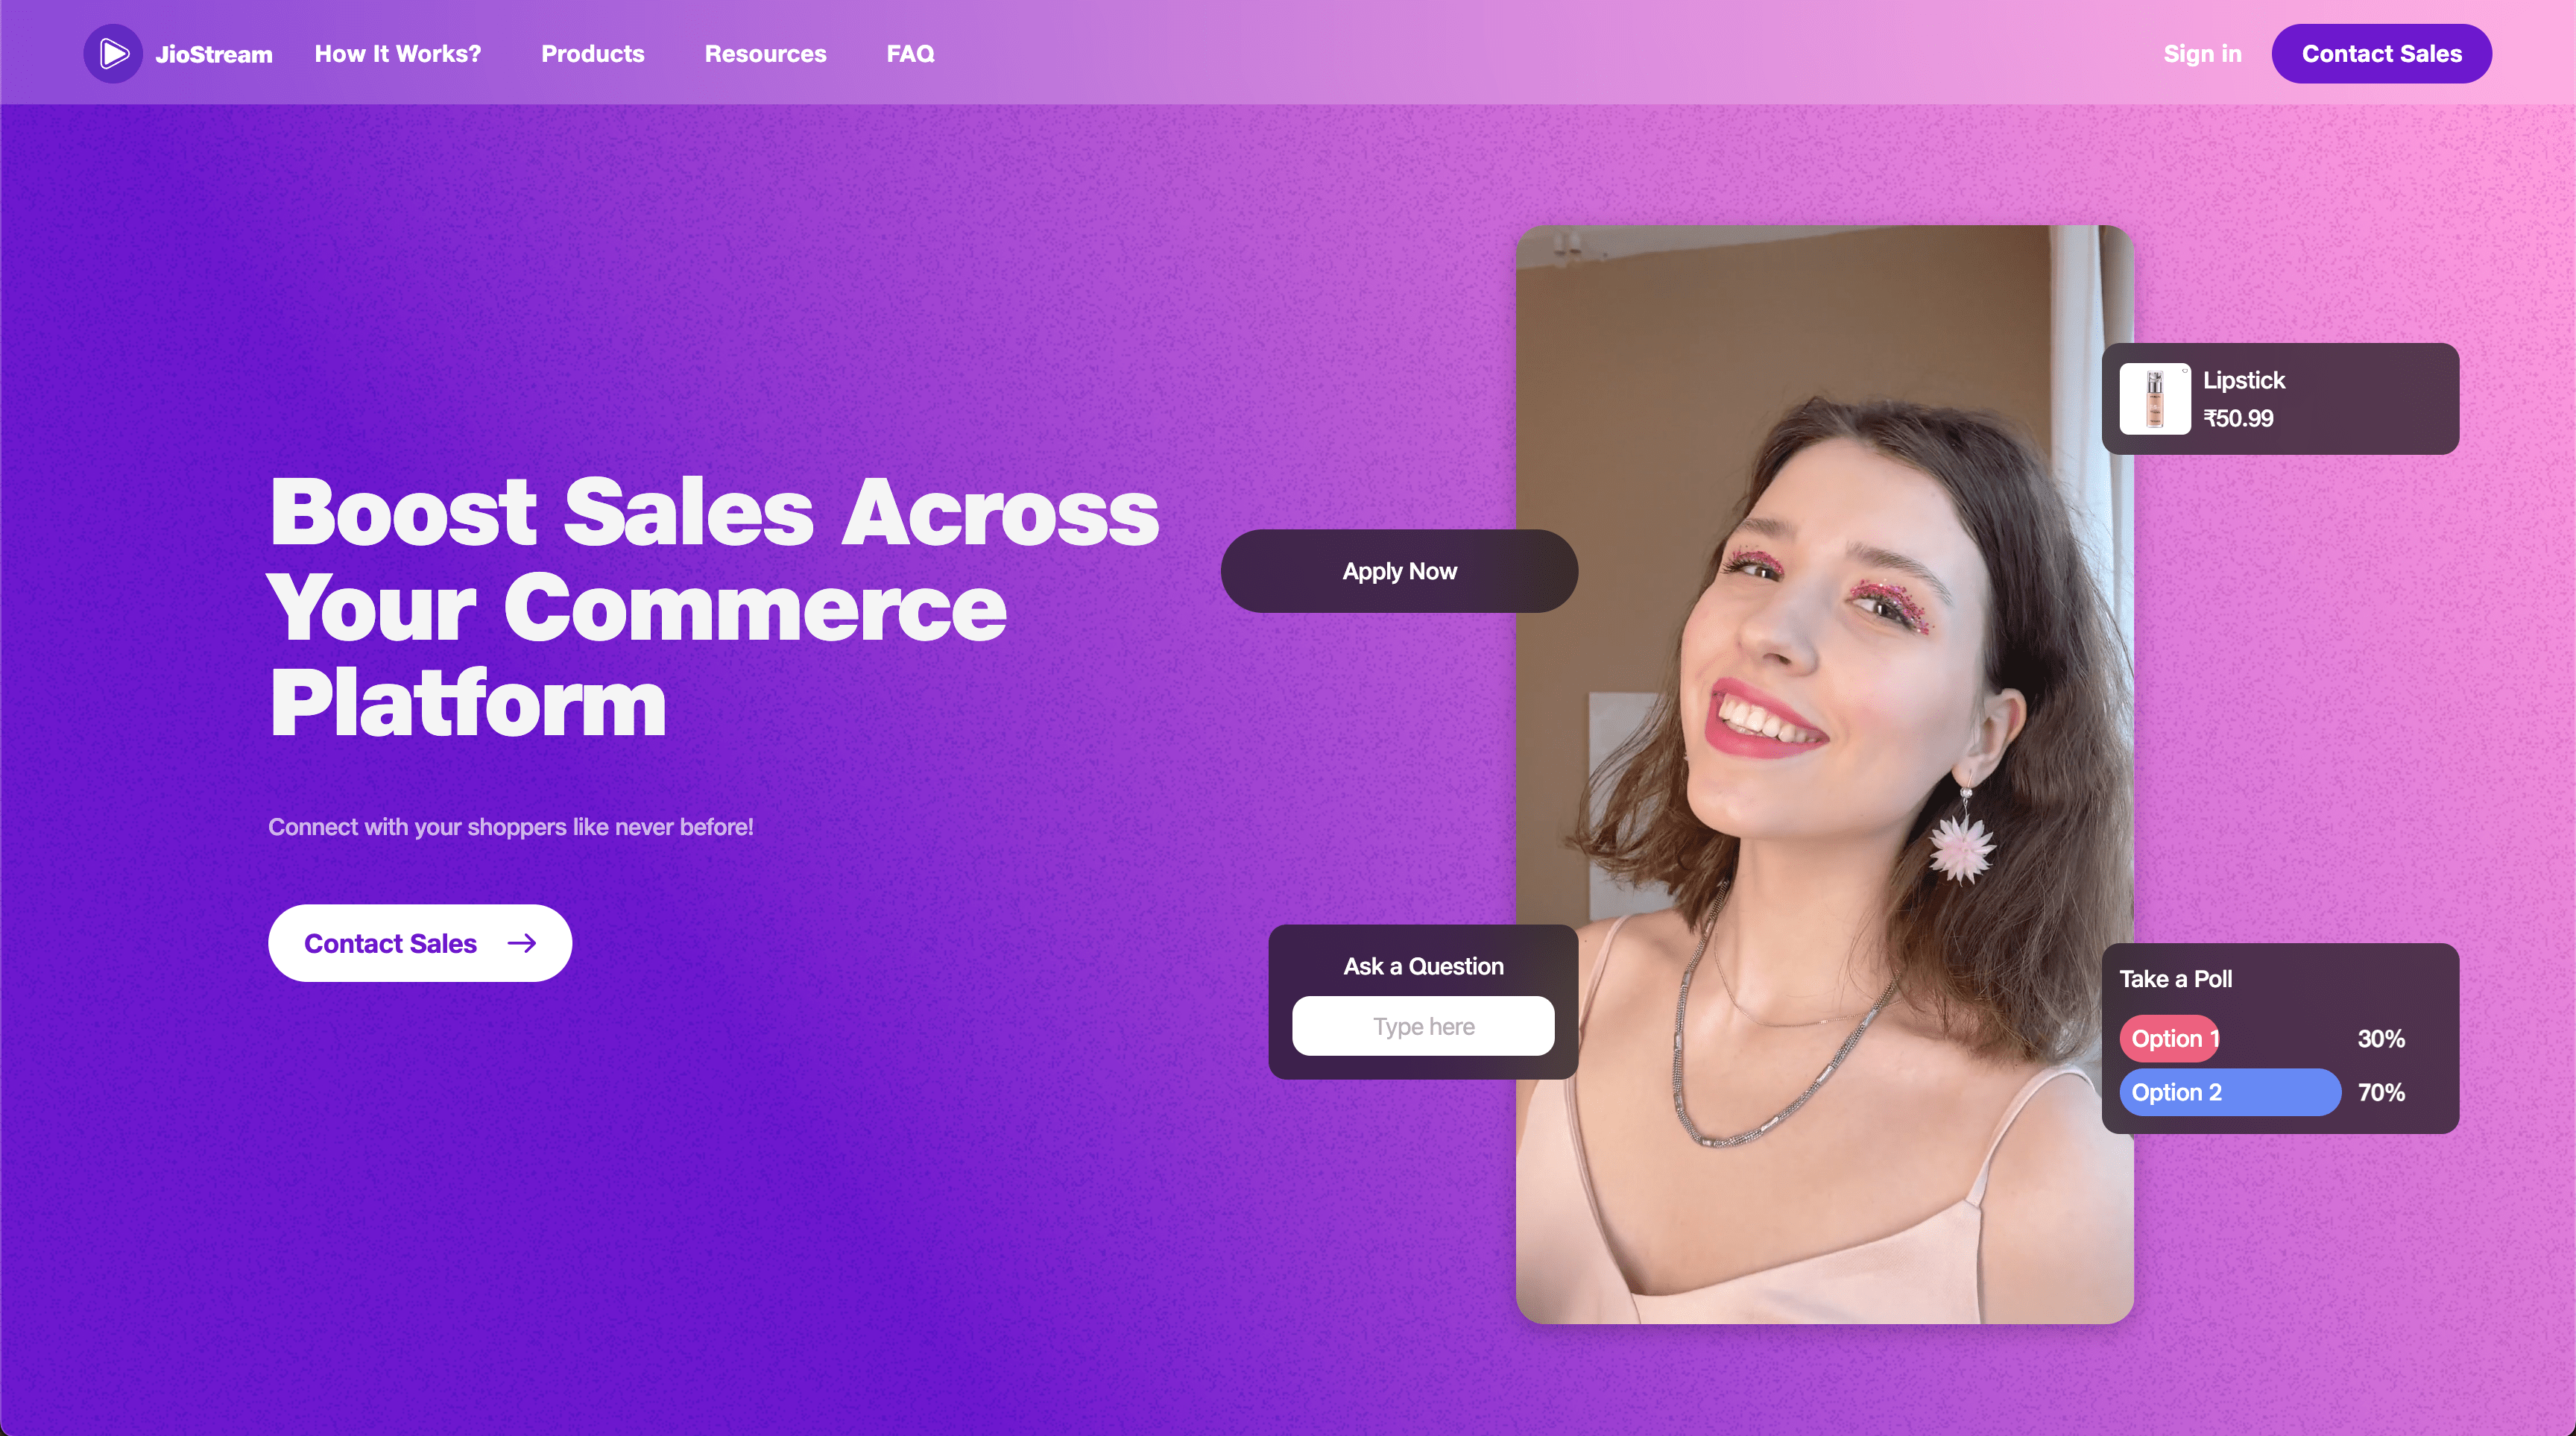 JioStream
How It Works?
Products
Resources
FAQ
Sign in
Contact Sales
Boost Sales Across
Your Commerce
Platform
Connect with your shoppers like never before!
Contact Sales
Lipstick
₹50.99
Apply Now
Ask a Question
Type here
Take a Poll
Option 1 30%
Option 2 70%